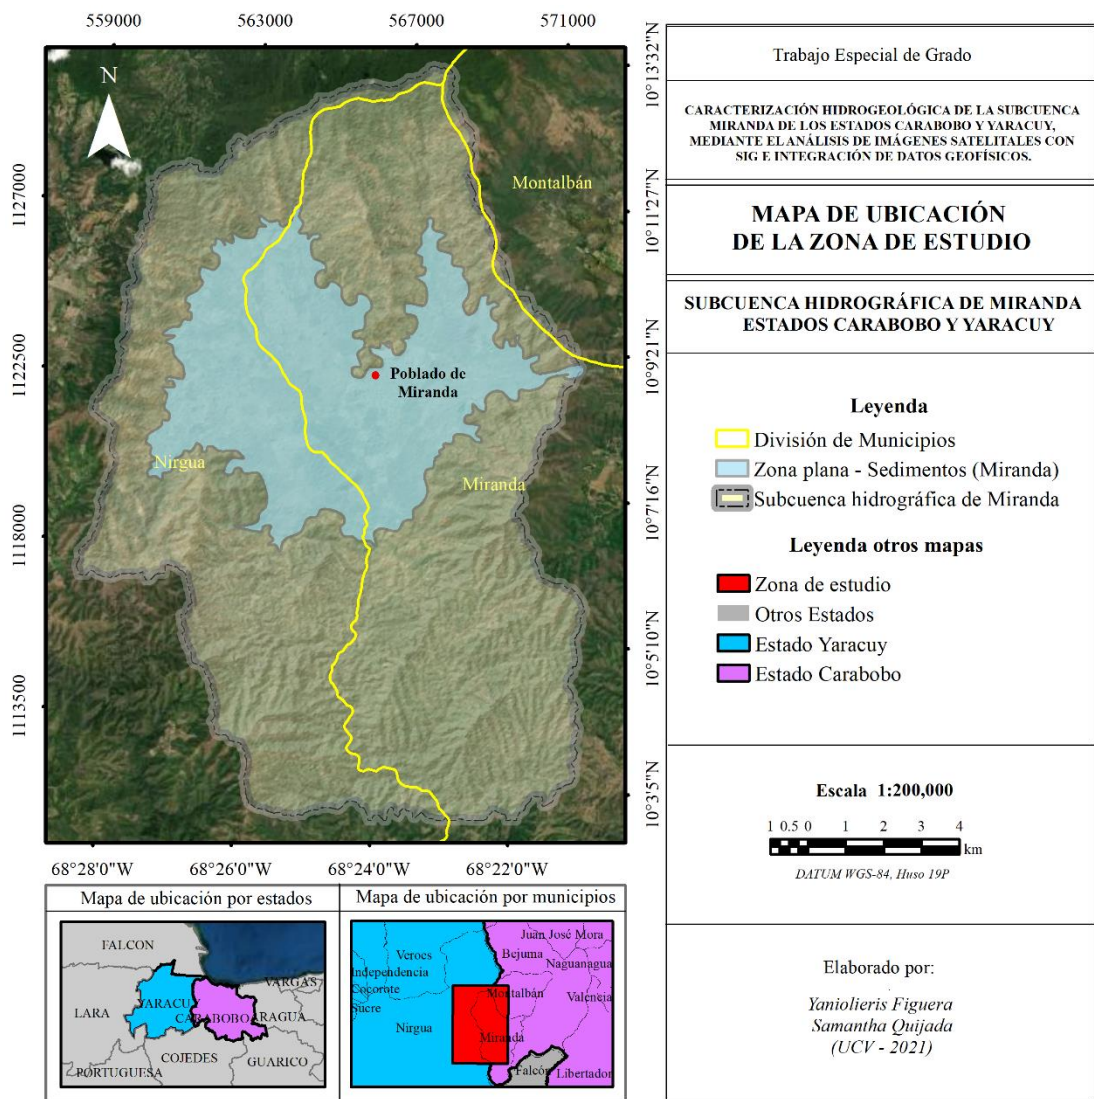 559000
563000
567000
571000
N
1127000
1122500
1118000
1113500
10°13'32"N
10°11'27"N
10°9'21"N
10°7'16"N
10°5'10"N
10°3'5"N
Montalbán
Poblado de
Miranda
Nirgua
Miranda
68°28'0"W
68°26'0"W
68°24'0"W
68°22'0"W
Trabajo Especial de Grado
CARACTERIZACIÓN HIDROGEOLÓGICA DE LA SUBCUENCA
MIRANDA DE LOS ESTADOS CARABOBO Y YARACUY,
MEDIANTE EL ANÁLISIS DE IMÁGENES SATELITALES CON
SIG E INTEGRACIÓN DE DATOS GEOFÍSICOS.
MAPA DE UBICACIÓN
DE LA ZONA DE ESTUDIO
SUBCUENCA HIDROGRÁFICA DE MIRANDA
ESTADOS CARABOBO Y YARACUY
Leyenda
División de Municipios
Zona plana - Sedimentos (Miranda)
Subcuenca hidrográfica de Miranda
Leyenda otros mapas
Zona de estudio
Otros Estados
Estado Yaracuy
Estado Carabobo
Escala 1:200,000
1 0.5 0 1 2 3 4
km
DATUM WGS-84, Huso 19P
Elaborado por:
Yaniolieris Figuera
Samantha Quijada
(UCV - 2021)
Mapa de ubicación por estados
FALCON
LARA
YARACUY
CARABOBO
VARGAS
ARAGUA
COJEDES
GUARICO
PORTUGUESA
Mapa de ubicación por municipios
Juan José Mora
Veroes
Bejuma
Naguanagua
Independencia
Cocorote
Sucre
Montalbán
Valencia
Nirgua
Miranda
Falcón
Libertador